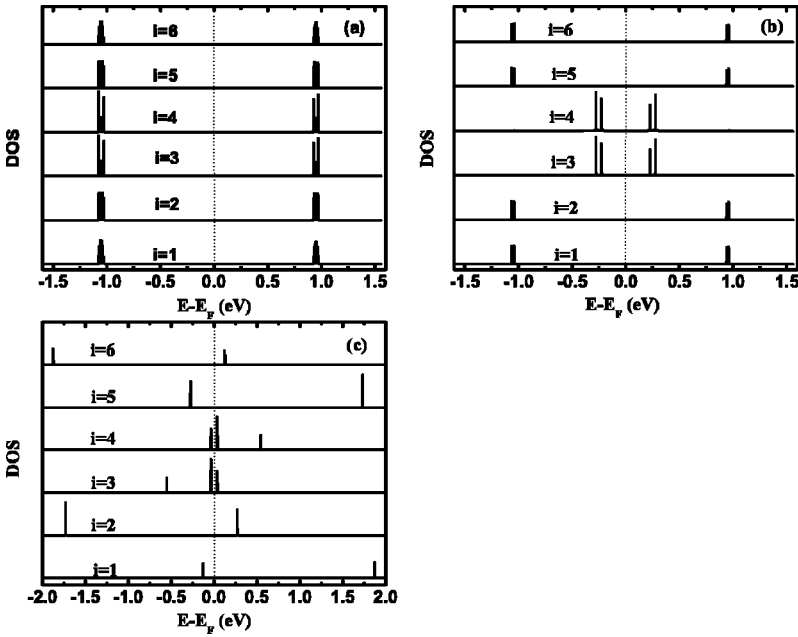 DOS
i=6 (a)
i=5
i=4
i=3
i=2
i=1
-1.5 -1.0 -0.5 0.0 0.5 1.0 1.5
E-E_F (eV)
DOS
i=6 (b)
i=5
i=4
i=3
i=2
i=1
-1.5 -1.0 -0.5 0.0 0.5 1.0 1.5
E-E_F (eV)
DOS
i=6 (c)
i=5
i=4
i=3
i=2
i=1
-2.0 -1.5 -1.0 -0.5 0.0 0.5 1.0 1.5 2.0
E-E_F (eV)